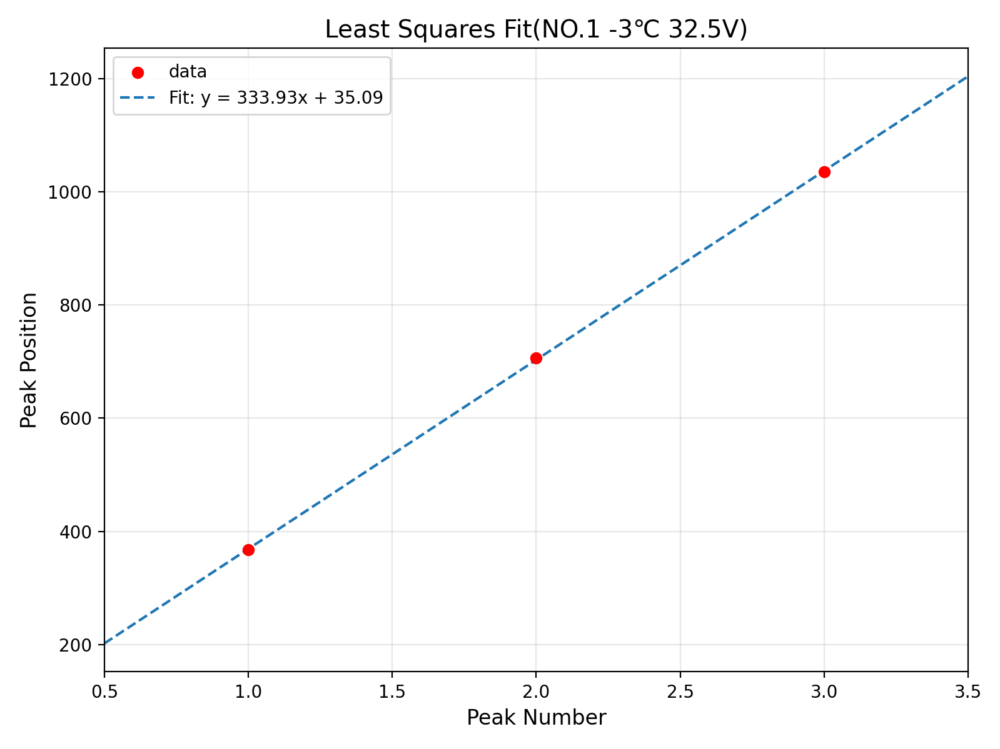 Least Squares Fit(NO.1 -3℃ 32.5V)
data
Fit: y = 333.93x + 35.09
Peak Position
1200
1000
800
600
400
200
0.5 1.0 1.5 2.0 2.5 3.0 3.5
Peak Number